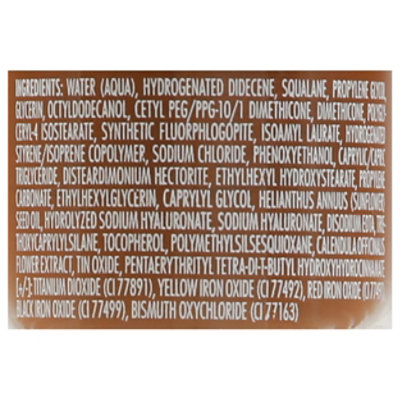 INGREDIENTS: WATER (AQUA), HYDROGENATED DIDECENE, SQUALANE, PROPYLENE GLYCOL,
GLYCERIN, OCTYLDODECANOL, CETYL PEG/PPG-10/1 DIMETHICONE, DIMETHICONE, POLYGLY
CERYL-4 ISOSTEARATE, SYNTHETIC FLUORPHLOGOPITE, ISOAMYL LAURATE, HYDROGENATED
STYRENE/ISOPRENE COPOLYMER, SODIUM CHLORIDE, PHENOXYETHANOL, CAPRYLIC/CAPRIC
TRIGLYCERIDE, DISTEARDIMONIUM HECTORITE, ETHYLHEXYL HYDROXYSTEARATE, PROPYLENE
CARBONATE, ETHYLHEXYLGLYCERIN, CAPRYLYL GLYCOL, HELIANTHUS ANNUUS (SUNFLOWER)
SEED OIL, HYDROLYZED SODIUM HYALURONATE, SODIUM HYALURONATE, DISODIUM EDTA, TRIE
THOXYCAPRYLYLSILANE, TOCOPHEROL, POLYMETHYLSILSESQUIOXANE, CALENDULA OFFICINALIS
FLOWER EXTRACT, TIN OXIDE, PENTAERYTHRITYL TETRA-DI-T-BUTYL HYDROXYHYDROCINNAMATE,
[+/-]: TITANIUM DIOXIDE (CI 77891), YELLOW IRON OXIDE (CI 77492), RED IRON OXIDE (CI 77491),
BLACK IRON OXIDE (CI 77499), BISMUTH OXYCHLORIDE (CI 77163)